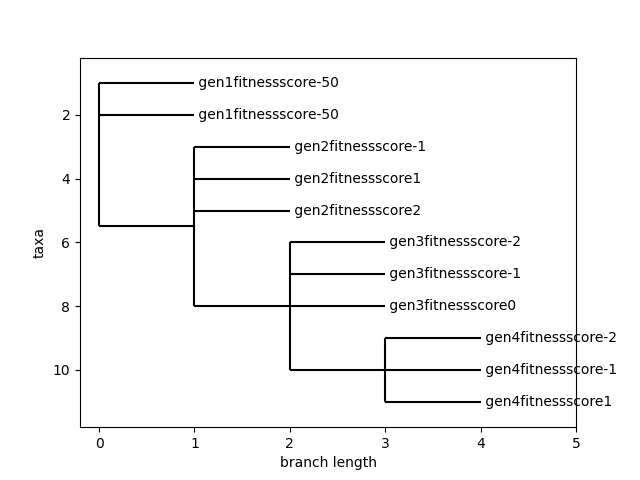 gen1fitnessscore-50
gen1fitnessscore-50
2
gen2fitnessscore-1
4
gen2fitnessscore1
gen2fitnessscore2
6
gen3fitnessscore-2
gen3fitnessscore-1
8
gen3fitnessscore0
gen4fitnessscore-2
10
gen4fitnessscore-1
gen4fitnessscore1
taxa
0 1 2 3 4 5
branch length